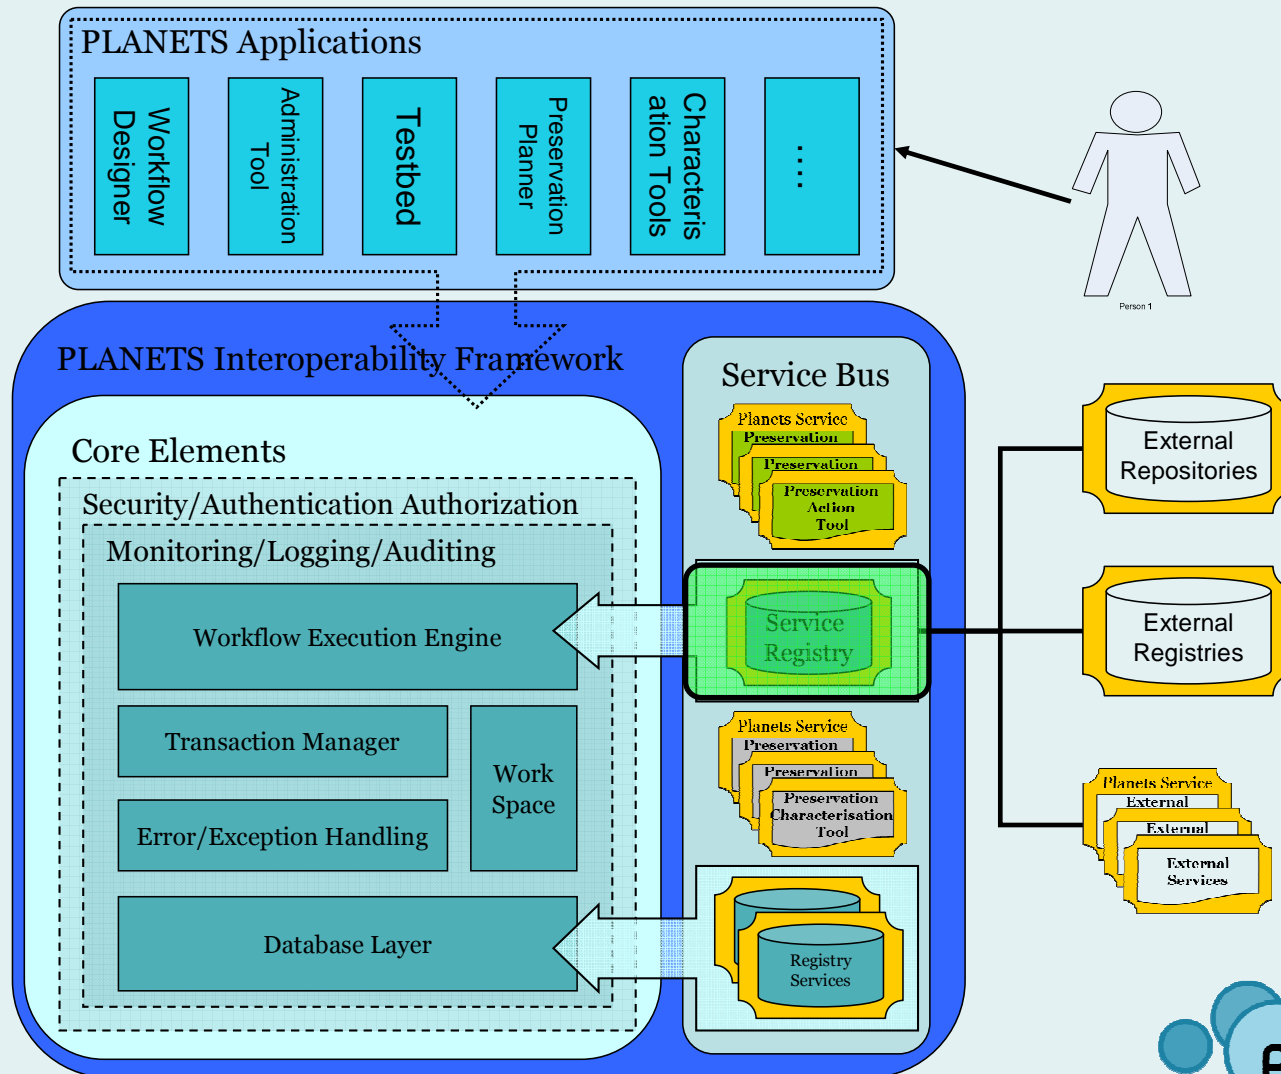 PLANETS Applications
Workflow
Designer
Administration
Tool
Testbed
Preservation
Planner
Characteris
ation Tools
....
Person 1
PLANETS Interoperability Framework
Service Bus
Core Elements
Security/Authentication Authorization
Monitoring/Logging/Auditing
Workflow Execution Engine
Transaction Manager
Work
Space
Error/Exception Handling
Database Layer
Planets Service
Preservation
Preservation
Preservation
Action
Tool
Service
Registry
Planets Service
Preservation
Preservation
Preservation
Characterisation
Tool
Registry
Services
External
Repositories
External
Registries
Planets Service
External
External
External
Services